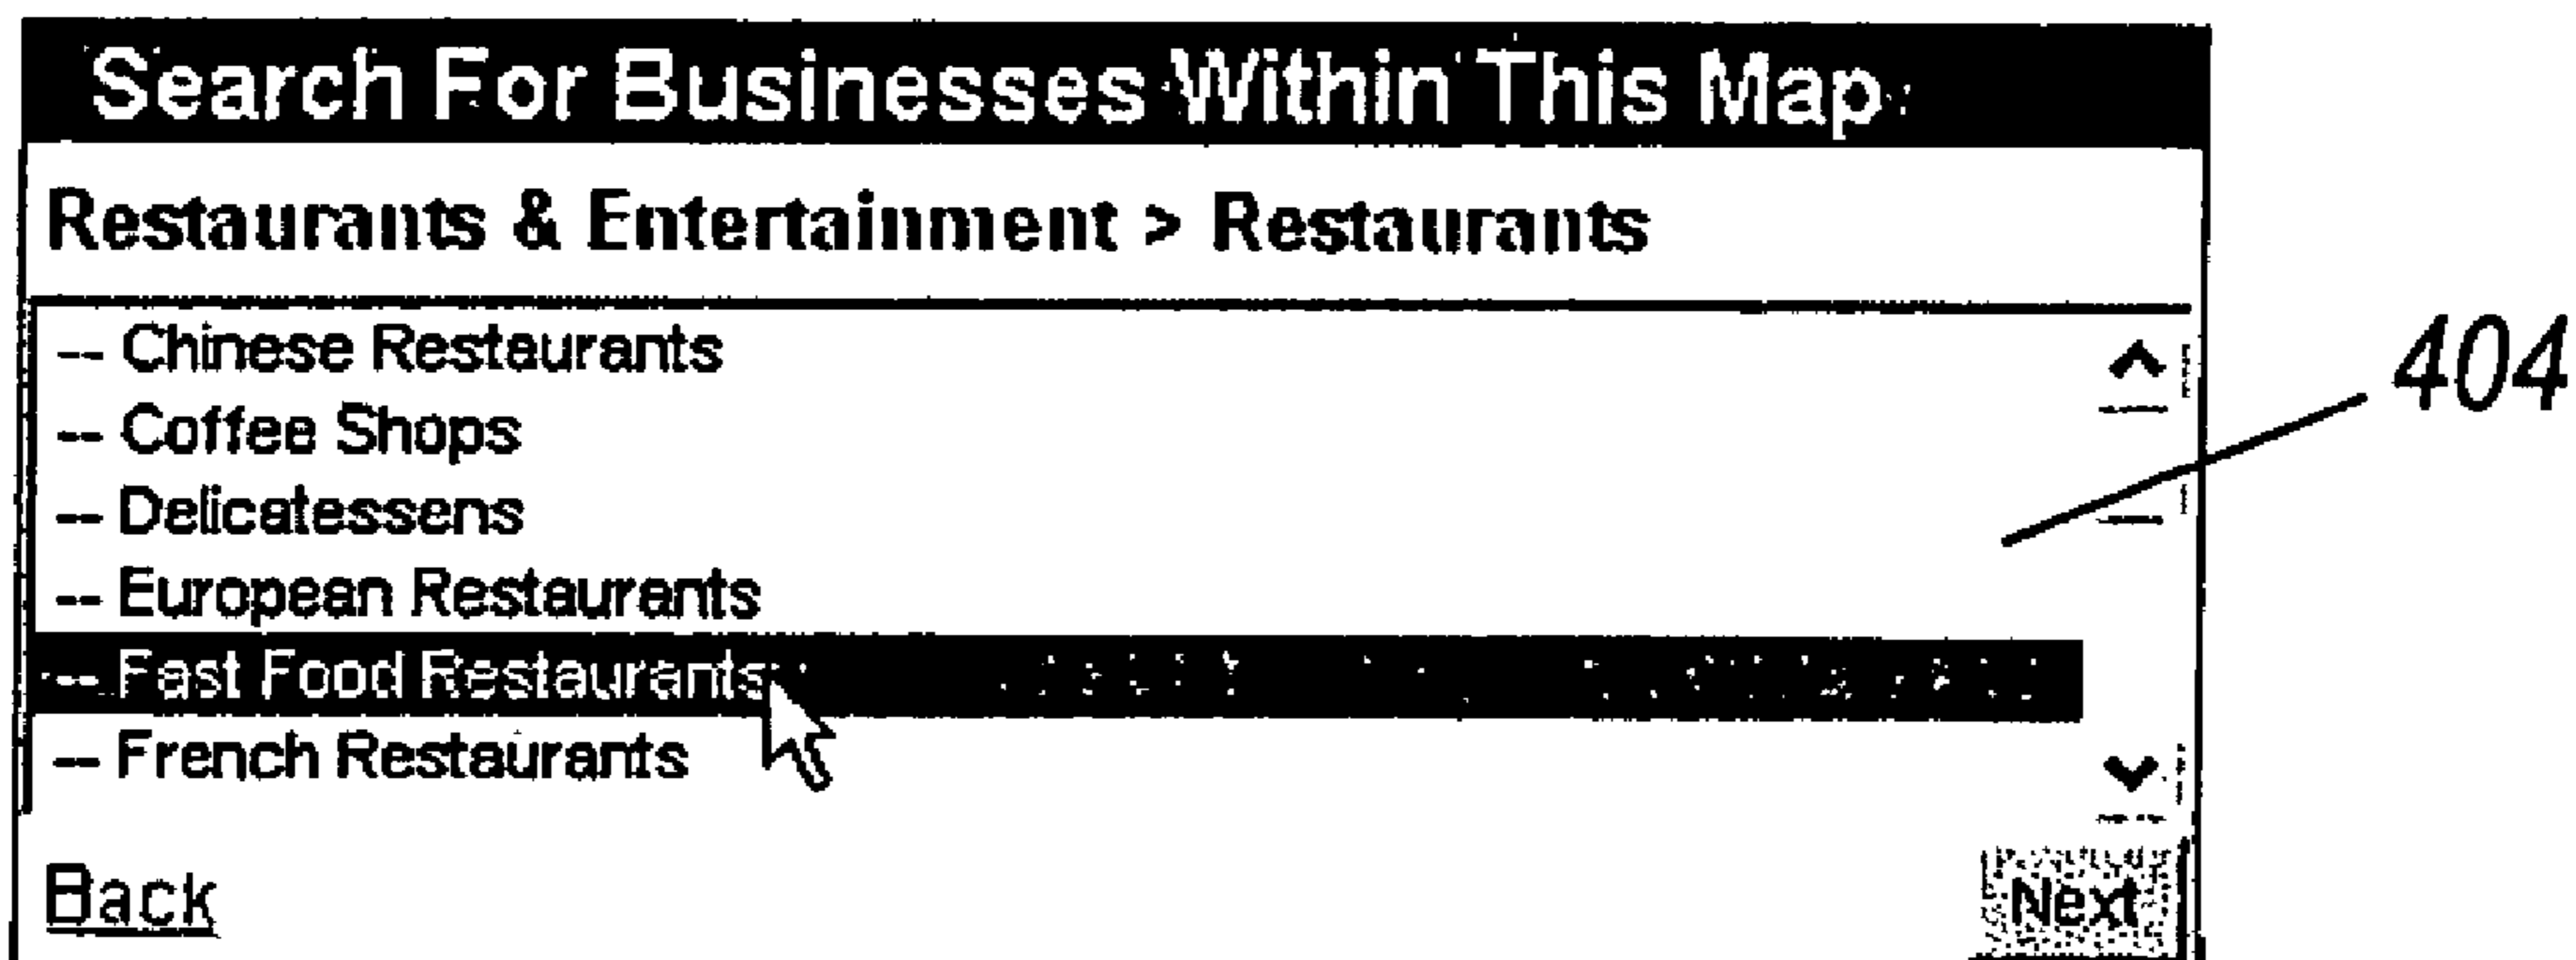 Search For Businesses Within This Map
Restaurants & Entertainment > Restaurants
-- Chinese Restaurants
404
-- Coffee Shops
-- Delicatessens
-- European Restaurants
-- Fast Food Restaurants
-- French Restaurants
Back
Next